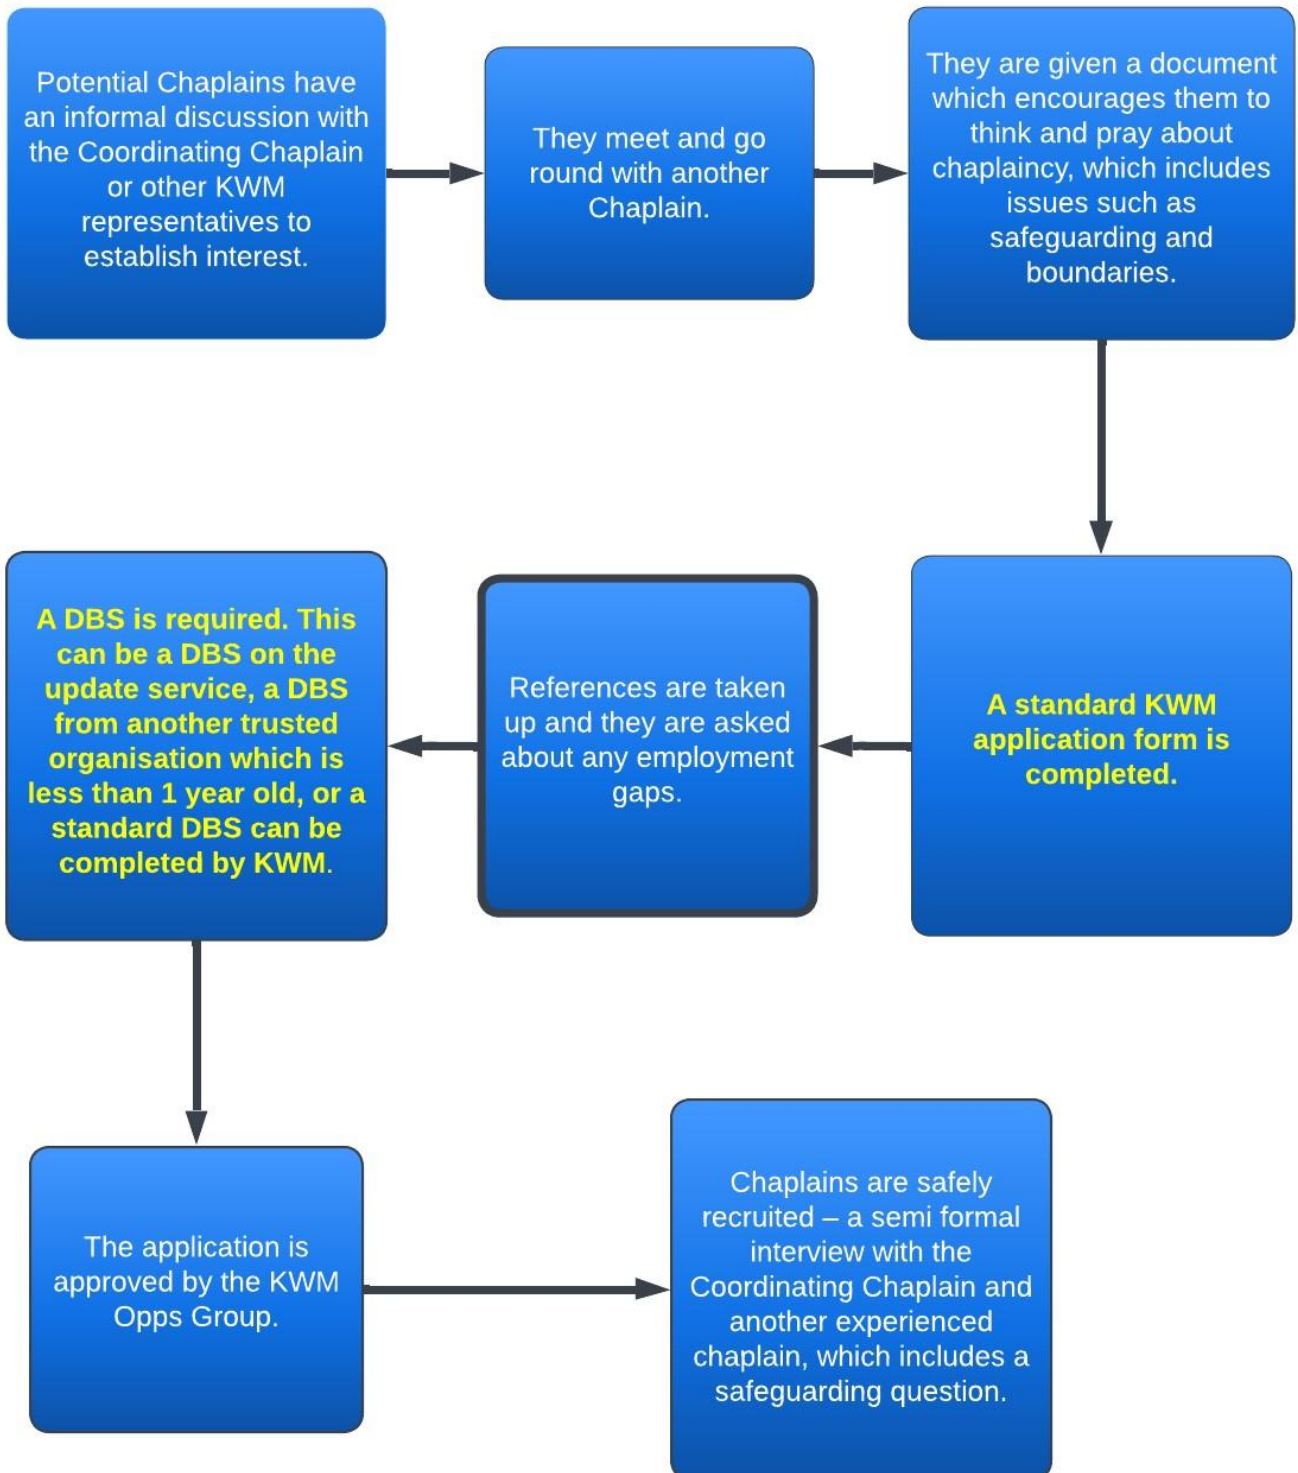 Potential Chaplains have
an informal discussion with
the Coordinating Chaplain
or other KWM
representatives to
establish interest.
They meet and go
round with another
Chaplain.
They are given a document
which encourages them to
think and pray about
chaplaincy, which includes
issues such as
safeguarding and
boundaries.
A standard KWM
application form is
completed.
References are taken
up and they are asked
about any employment
gaps.
A DBS is required. This
can be a DBS on the
update service, a DBS
from another trusted
organisation which is
less than 1 year old, or a
standard DBS can be
completed by KWM.
The application is
approved by the KWM
Opps Group.
Chaplains are safely
recruited – a semi formal
interview with the
Coordinating Chaplain and
another experienced
chaplain, which includes a
safeguarding question.